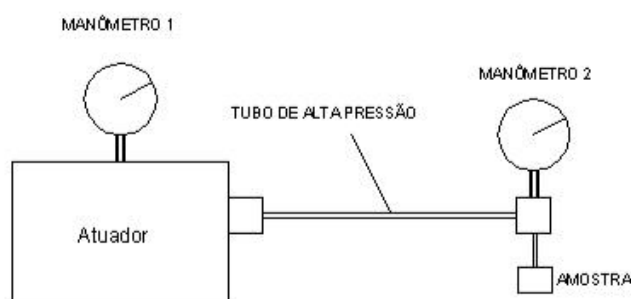 MANÔMETRO 1
MANÔMETRO 2
TUBO DE ALTA PRESSÃO
Atuador
AMOSTRA